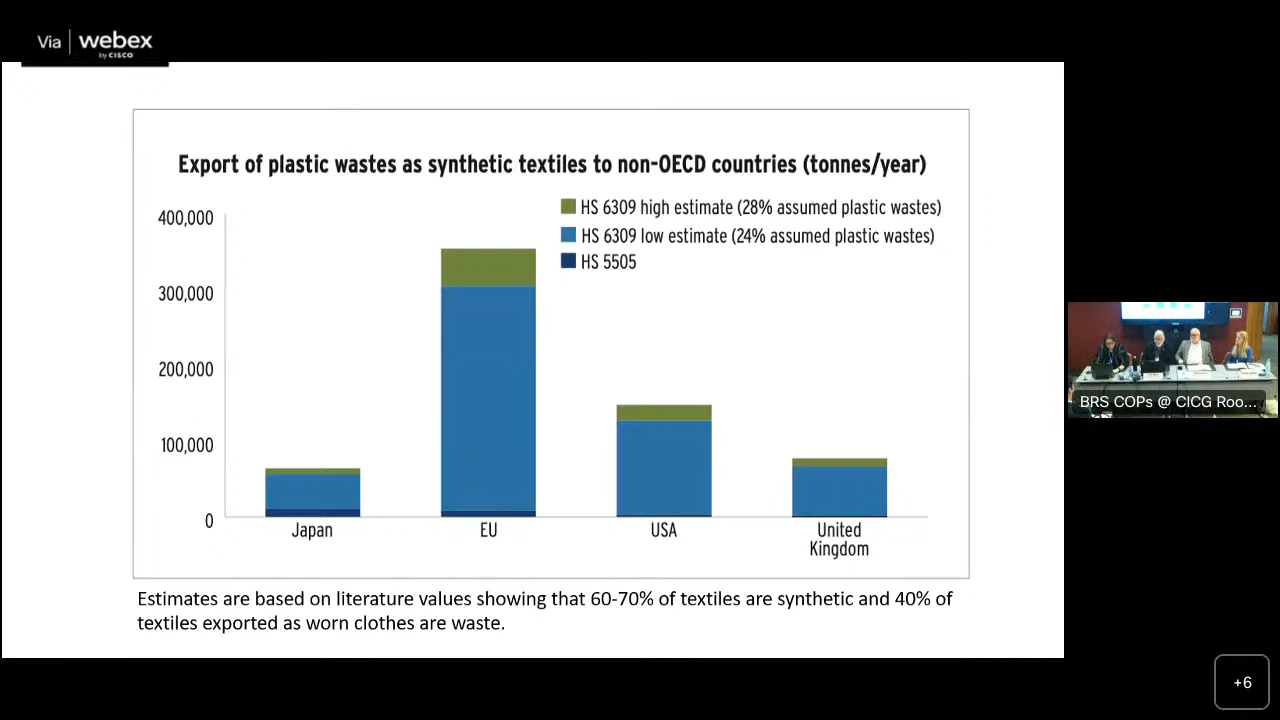 Via webex
by CISCO
Export of plastic wastes as synthetic textiles to non-OECD countries (tonnes/year)
HS 6309 high estimate (28% assumed plastic wastes)
HS 6309 low estimate (24% assumed plastic wastes)
HS 5505
400,000
300,000
200,000
100,000
0
Japan
EU
USA
United
Kingdom
Estimates are based on literature values showing that 60-70% of textiles are synthetic and 40% of
textiles exported as worn clothes are waste.
BRS COPs @ CICG Roo...
+6